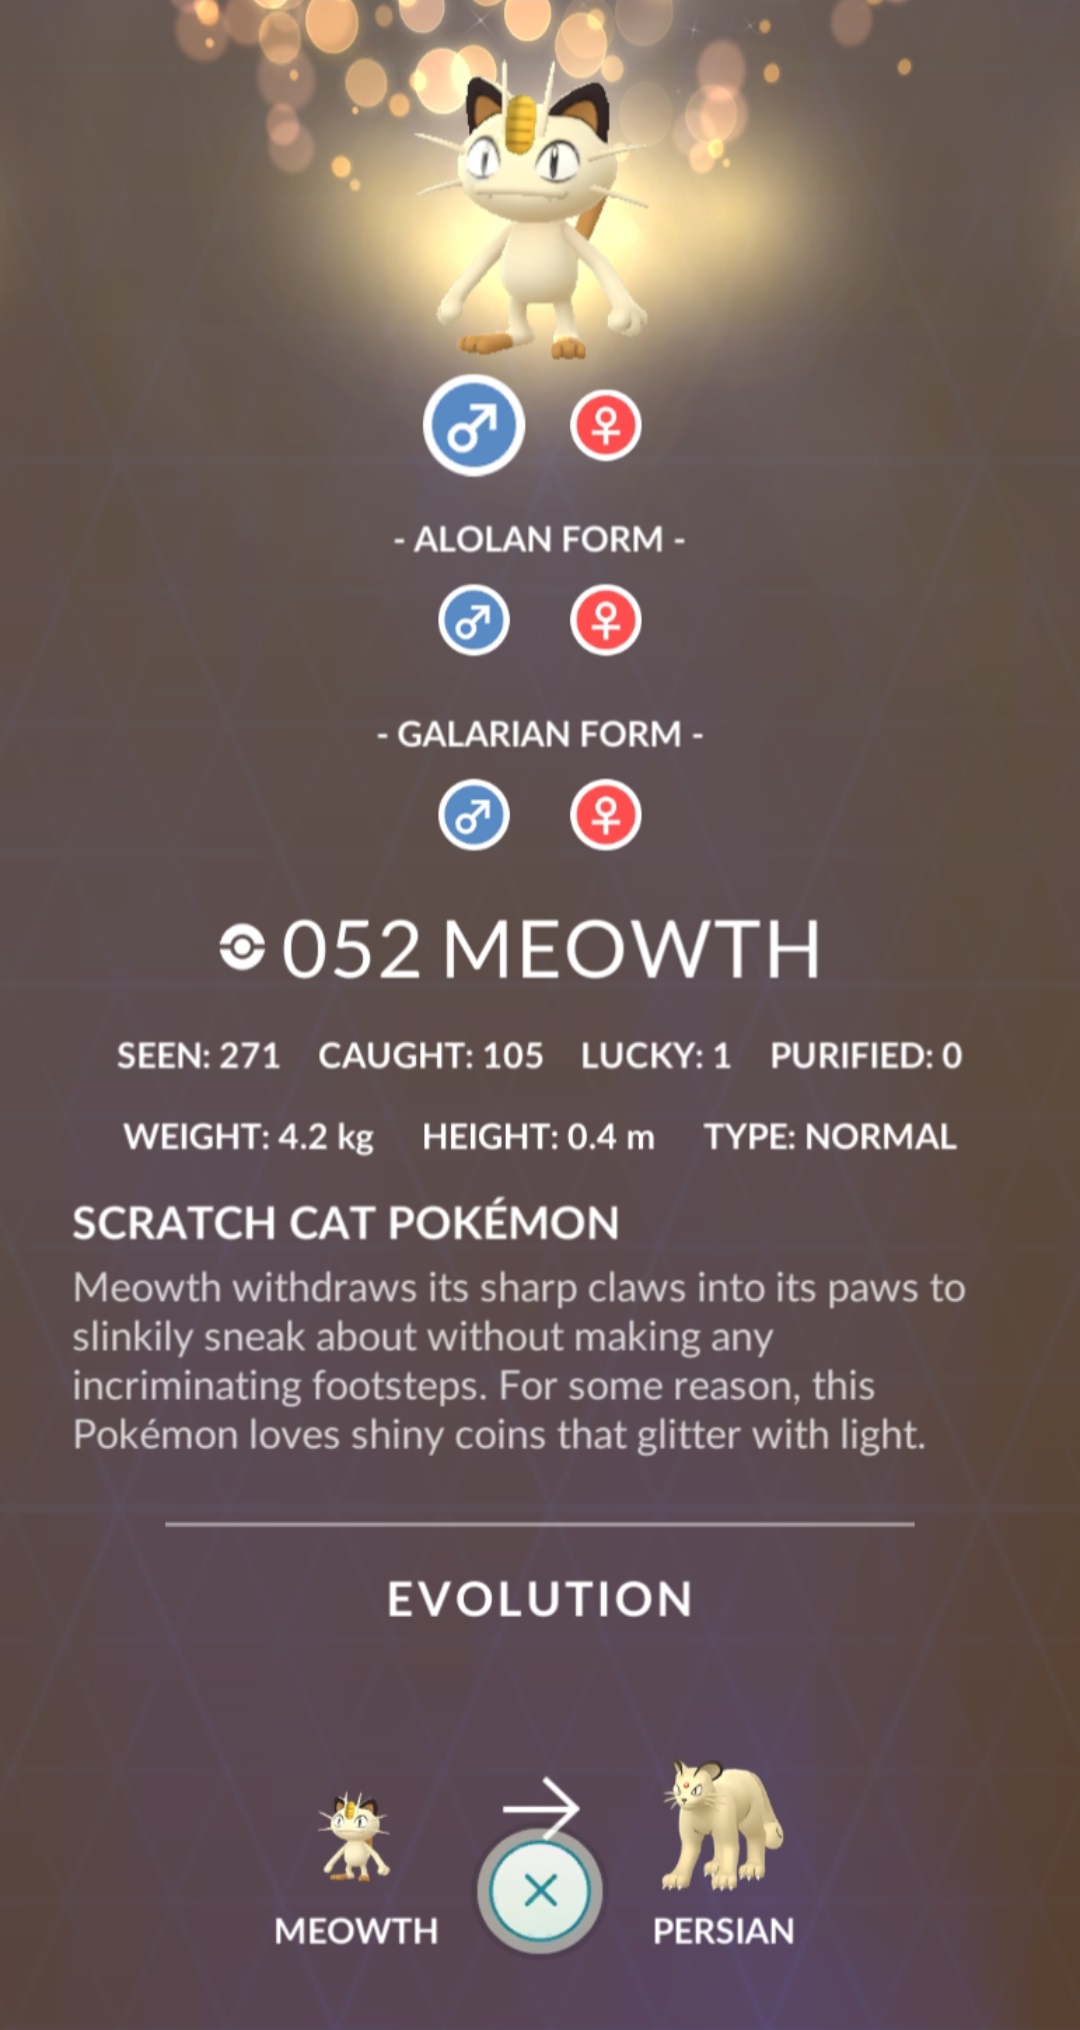 - ALOLAN FORM -
- GALARIAN FORM -
052 MEOWTH
SEEN: 271 CAUGHT: 105 LUCKY: 1 PURIFIED: 0
WEIGHT: 4.2 kg HEIGHT: 0.4 m TYPE: NORMAL
SCRATCH CAT POKÉMON
Meowth withdraws its sharp claws into its paws to
slinkily sneak about without making any
incriminating footsteps. For some reason, this
Pokémon loves shiny coins that glitter with light.
EVOLUTION
MEOWTH PERSIAN